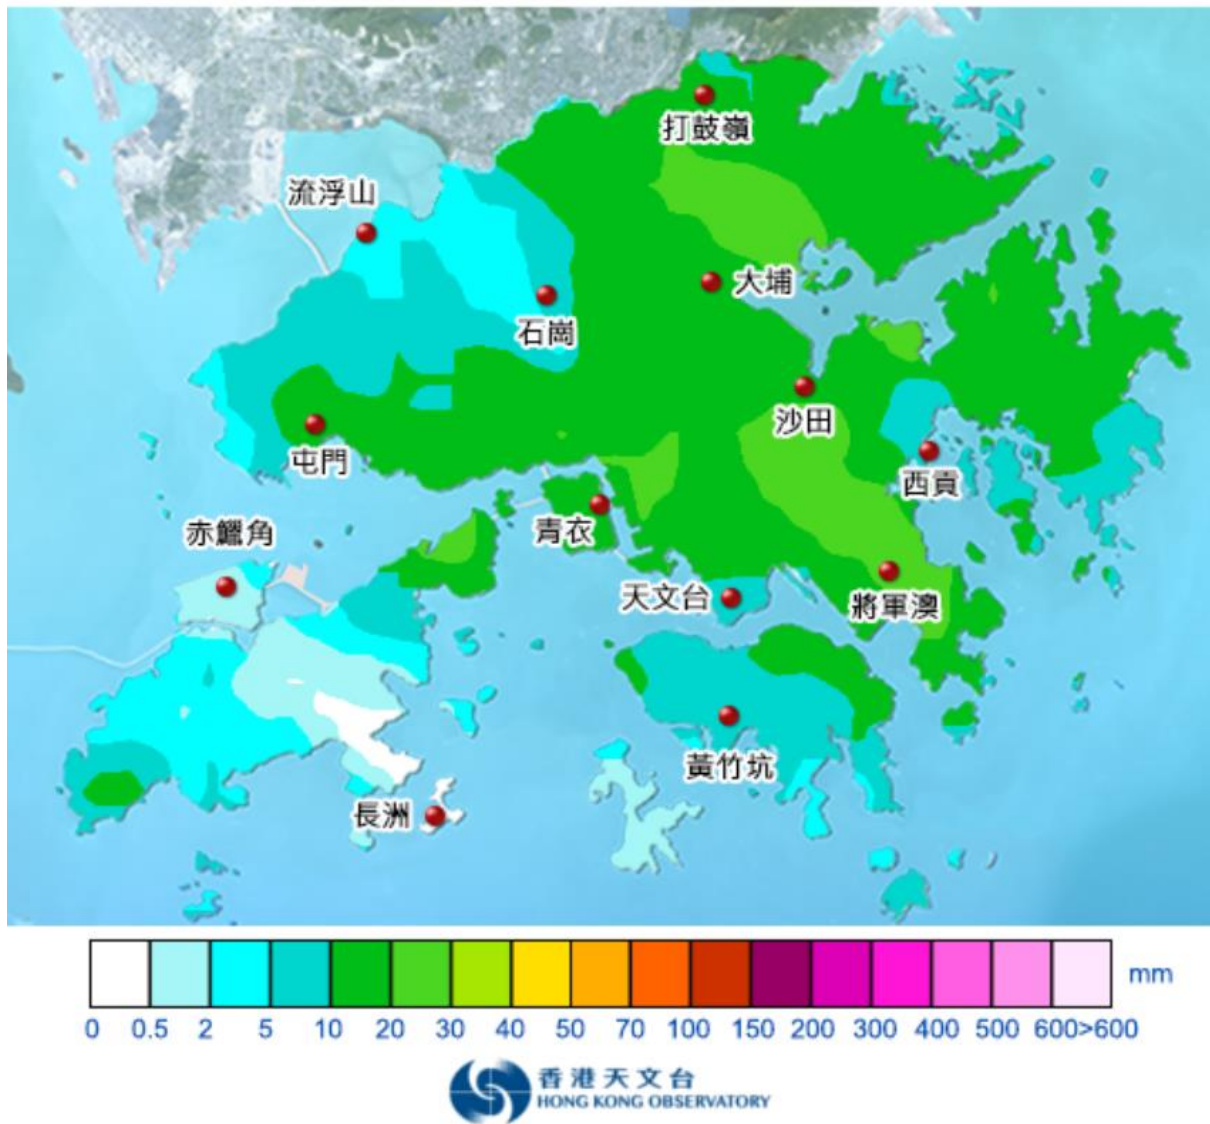 打鼓嶺
流浮山
大埔
石崗
沙田
屯門
西貢
赤鱲角
青衣
天文台
將軍澳
黃竹坑
長洲
mm
0 0.5 2 5 10 20 30 40 50 70 100 150 200 300 400 500 600>600
香港天文台
HONG KONG OBSERVATORY